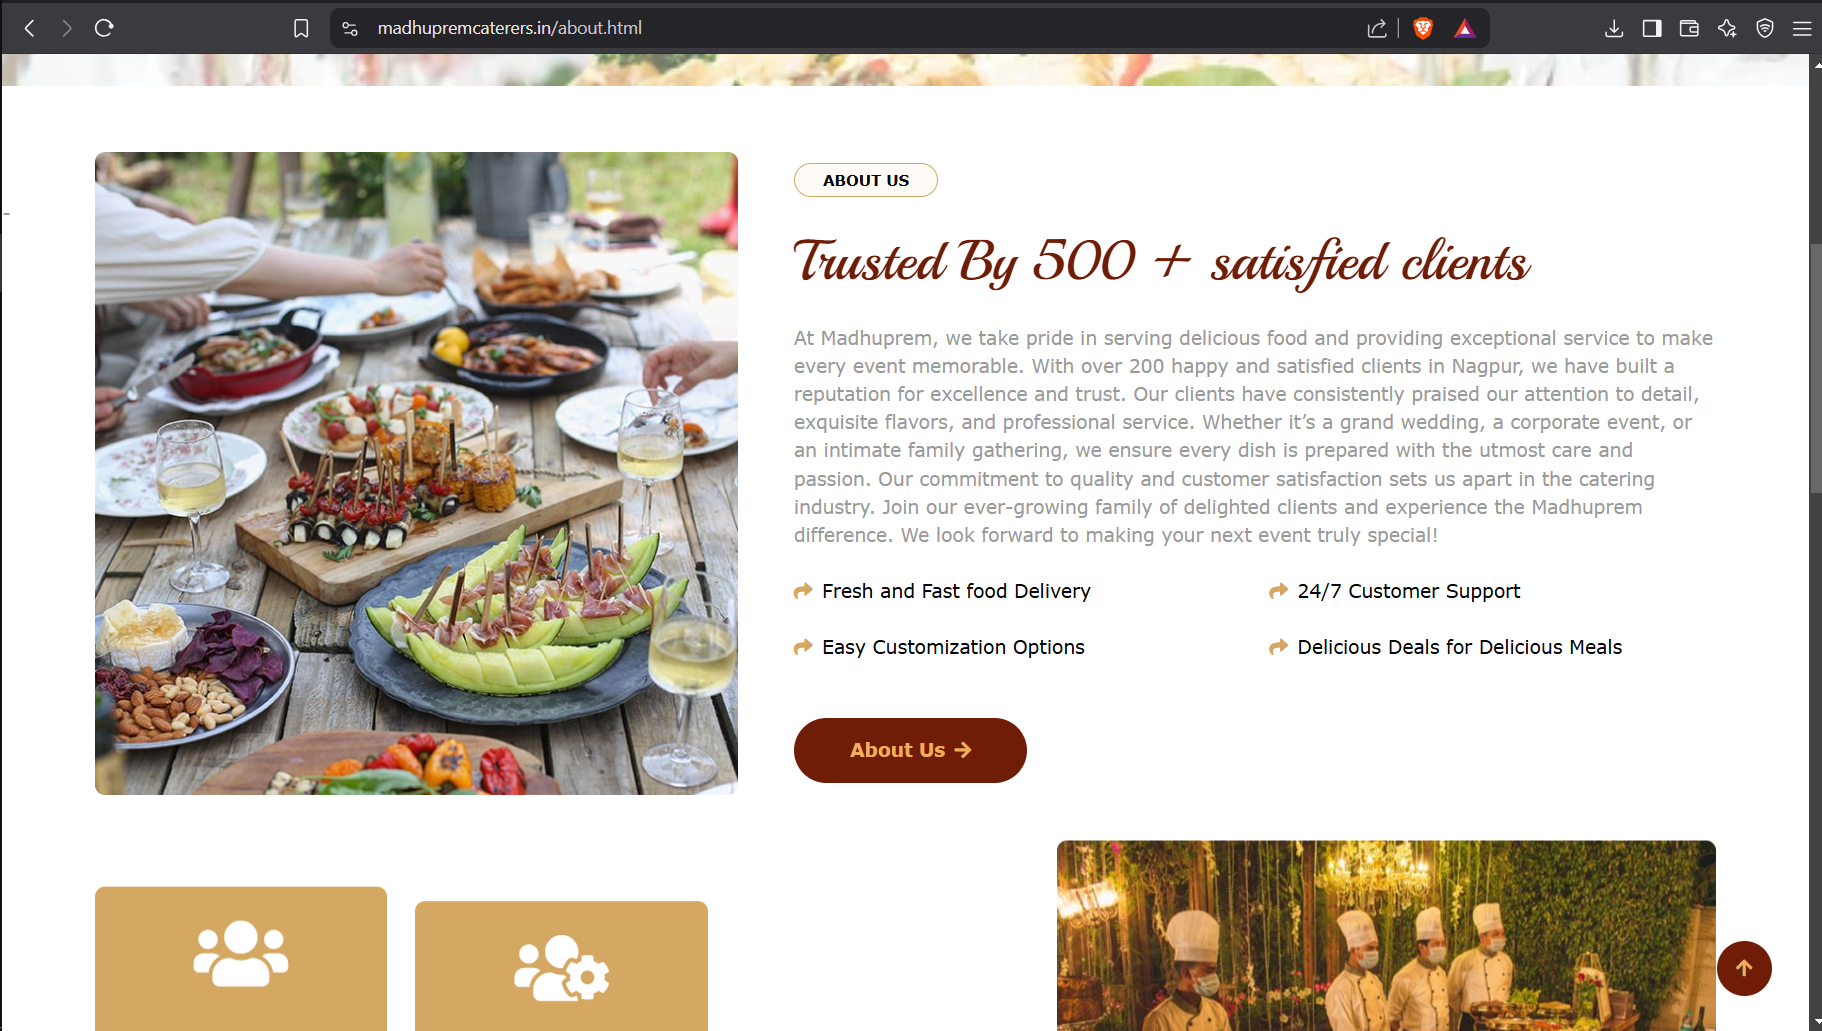 madhupremcaterers.in/about.html
ABOUT US
Trusted By 500 + satisfied clients
At Madhuprem, we take pride in serving delicious food and providing exceptional service to make
every event memorable. With over 200 happy and satisfied clients in Nagpur, we have built a
reputation for excellence and trust. Our clients have consistently praised our attention to detail,
exquisite flavors, and professional service. Whether it’s a grand wedding, a corporate event, or
an intimate family gathering, we ensure every dish is prepared with the utmost care and
passion. Our commitment to quality and customer satisfaction sets us apart in the catering
industry. Join our ever-growing family of delighted clients and experience the Madhuprem
difference. We look forward to making your next event truly special!
Fresh and Fast food Delivery
24/7 Customer Support
Easy Customization Options
Delicious Deals for Delicious Meals
About Us